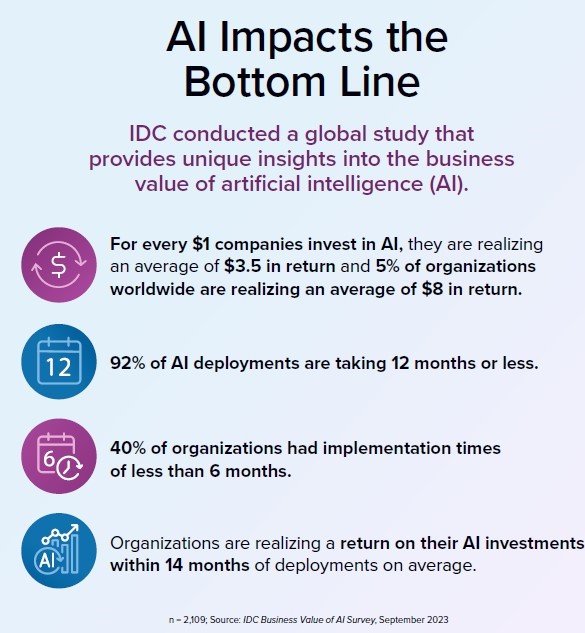 AI Impacts the
Bottom Line
IDC conducted a global study that
provides unique insights into the business
value of artificial intelligence (AI).
$
For every $1 companies invest in AI, they are realizing
an average of $3.5 in return and 5% of organizations
worldwide are realizing an average of $8 in return.
12
92% of AI deployments are taking 12 months or less.
6
40% of organizations had implementation times
of less than 6 months.
AI
Organizations are realizing a return on their AI investments
within 14 months of deployments on average.
n = 2,109; Source: IDC Business Value of AI Survey, September 2023